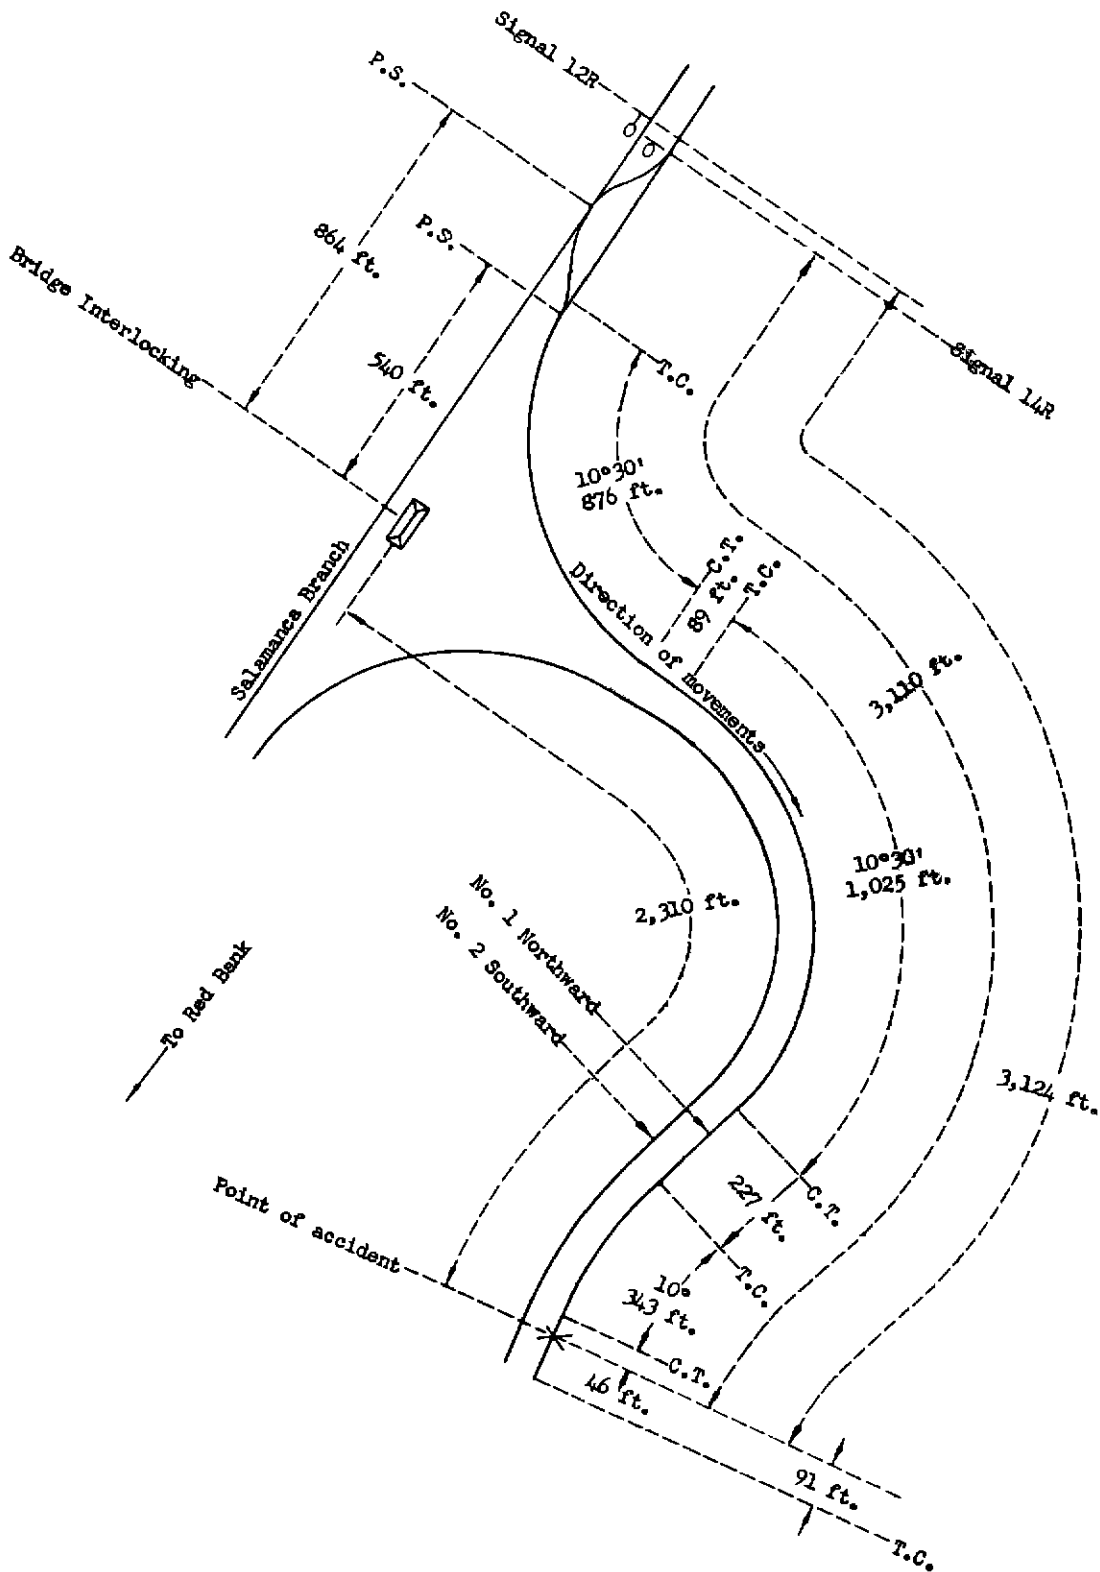 Signal 12R
P.S.
864 ft.
P.S.
Bridge Interlocking
540 ft.
T.C.
Signal 14R
10°30'
876 ft.
C.T.
89 ft.
T.C.
Direction of movements
Salamanca Branch
3,110 ft.
10°30'
1,025 ft.
2,310 ft.
No. 1 Northward
No. 2 Southward
To Red Bank
3,124 ft.
Point of accident
227 ft.
C.T.
T.C.
10°
343 ft.
C.T.
46 ft.
91 ft.
T.C.